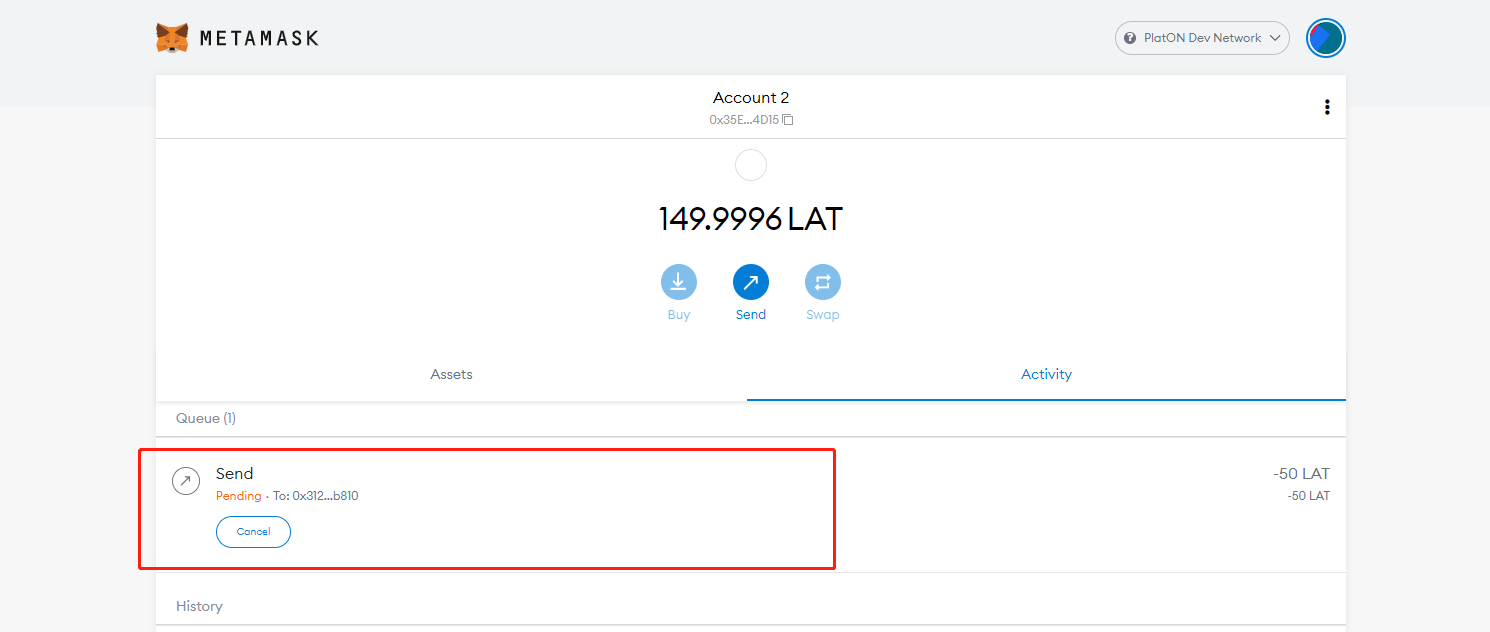 METAMASK
PlatON Dev Network
Account 2
0x35E...4D15
149.9996 LAT
Buy
Send
Swap
Assets
Activity
Queue (1)
Send
-50 LAT
Pending · To: 0x312...b810
-50 LAT
Cancel
History